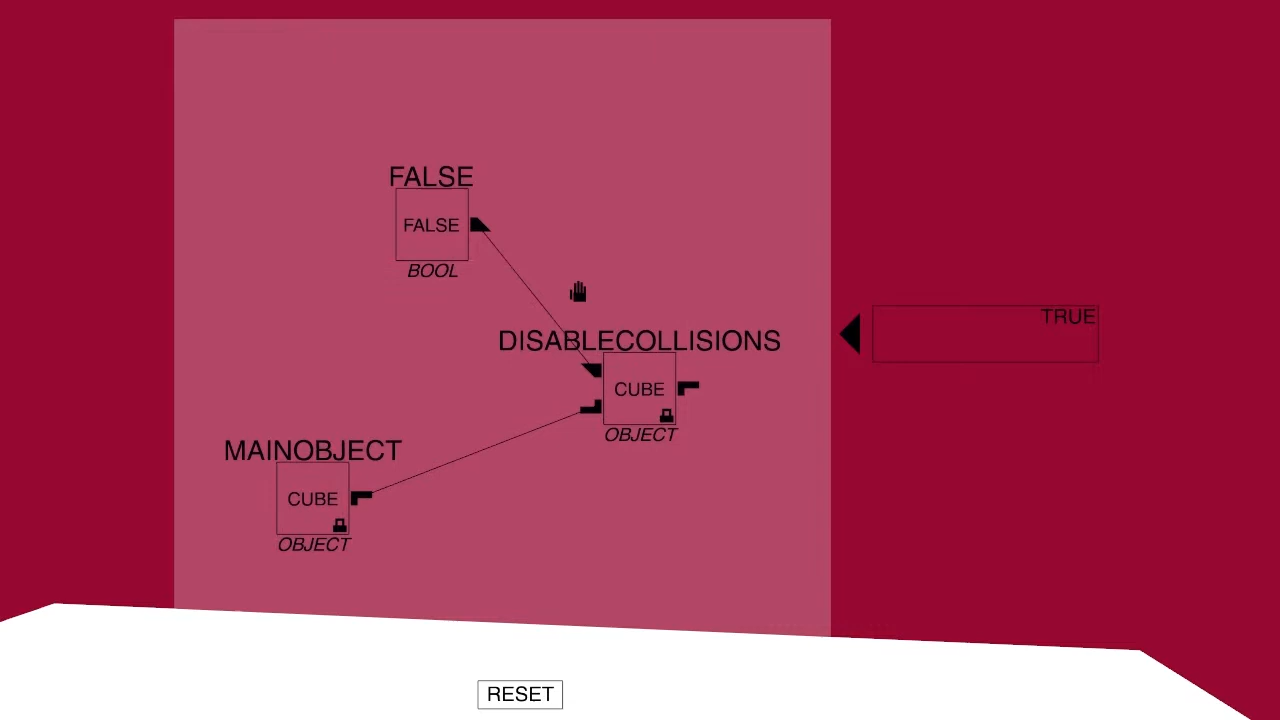 FALSE
FALSE
BOOL
DISABLECOLLISIONS
CUBE
OBJECT
MAINOBJECT
CUBE
OBJECT
TRUE
RESET